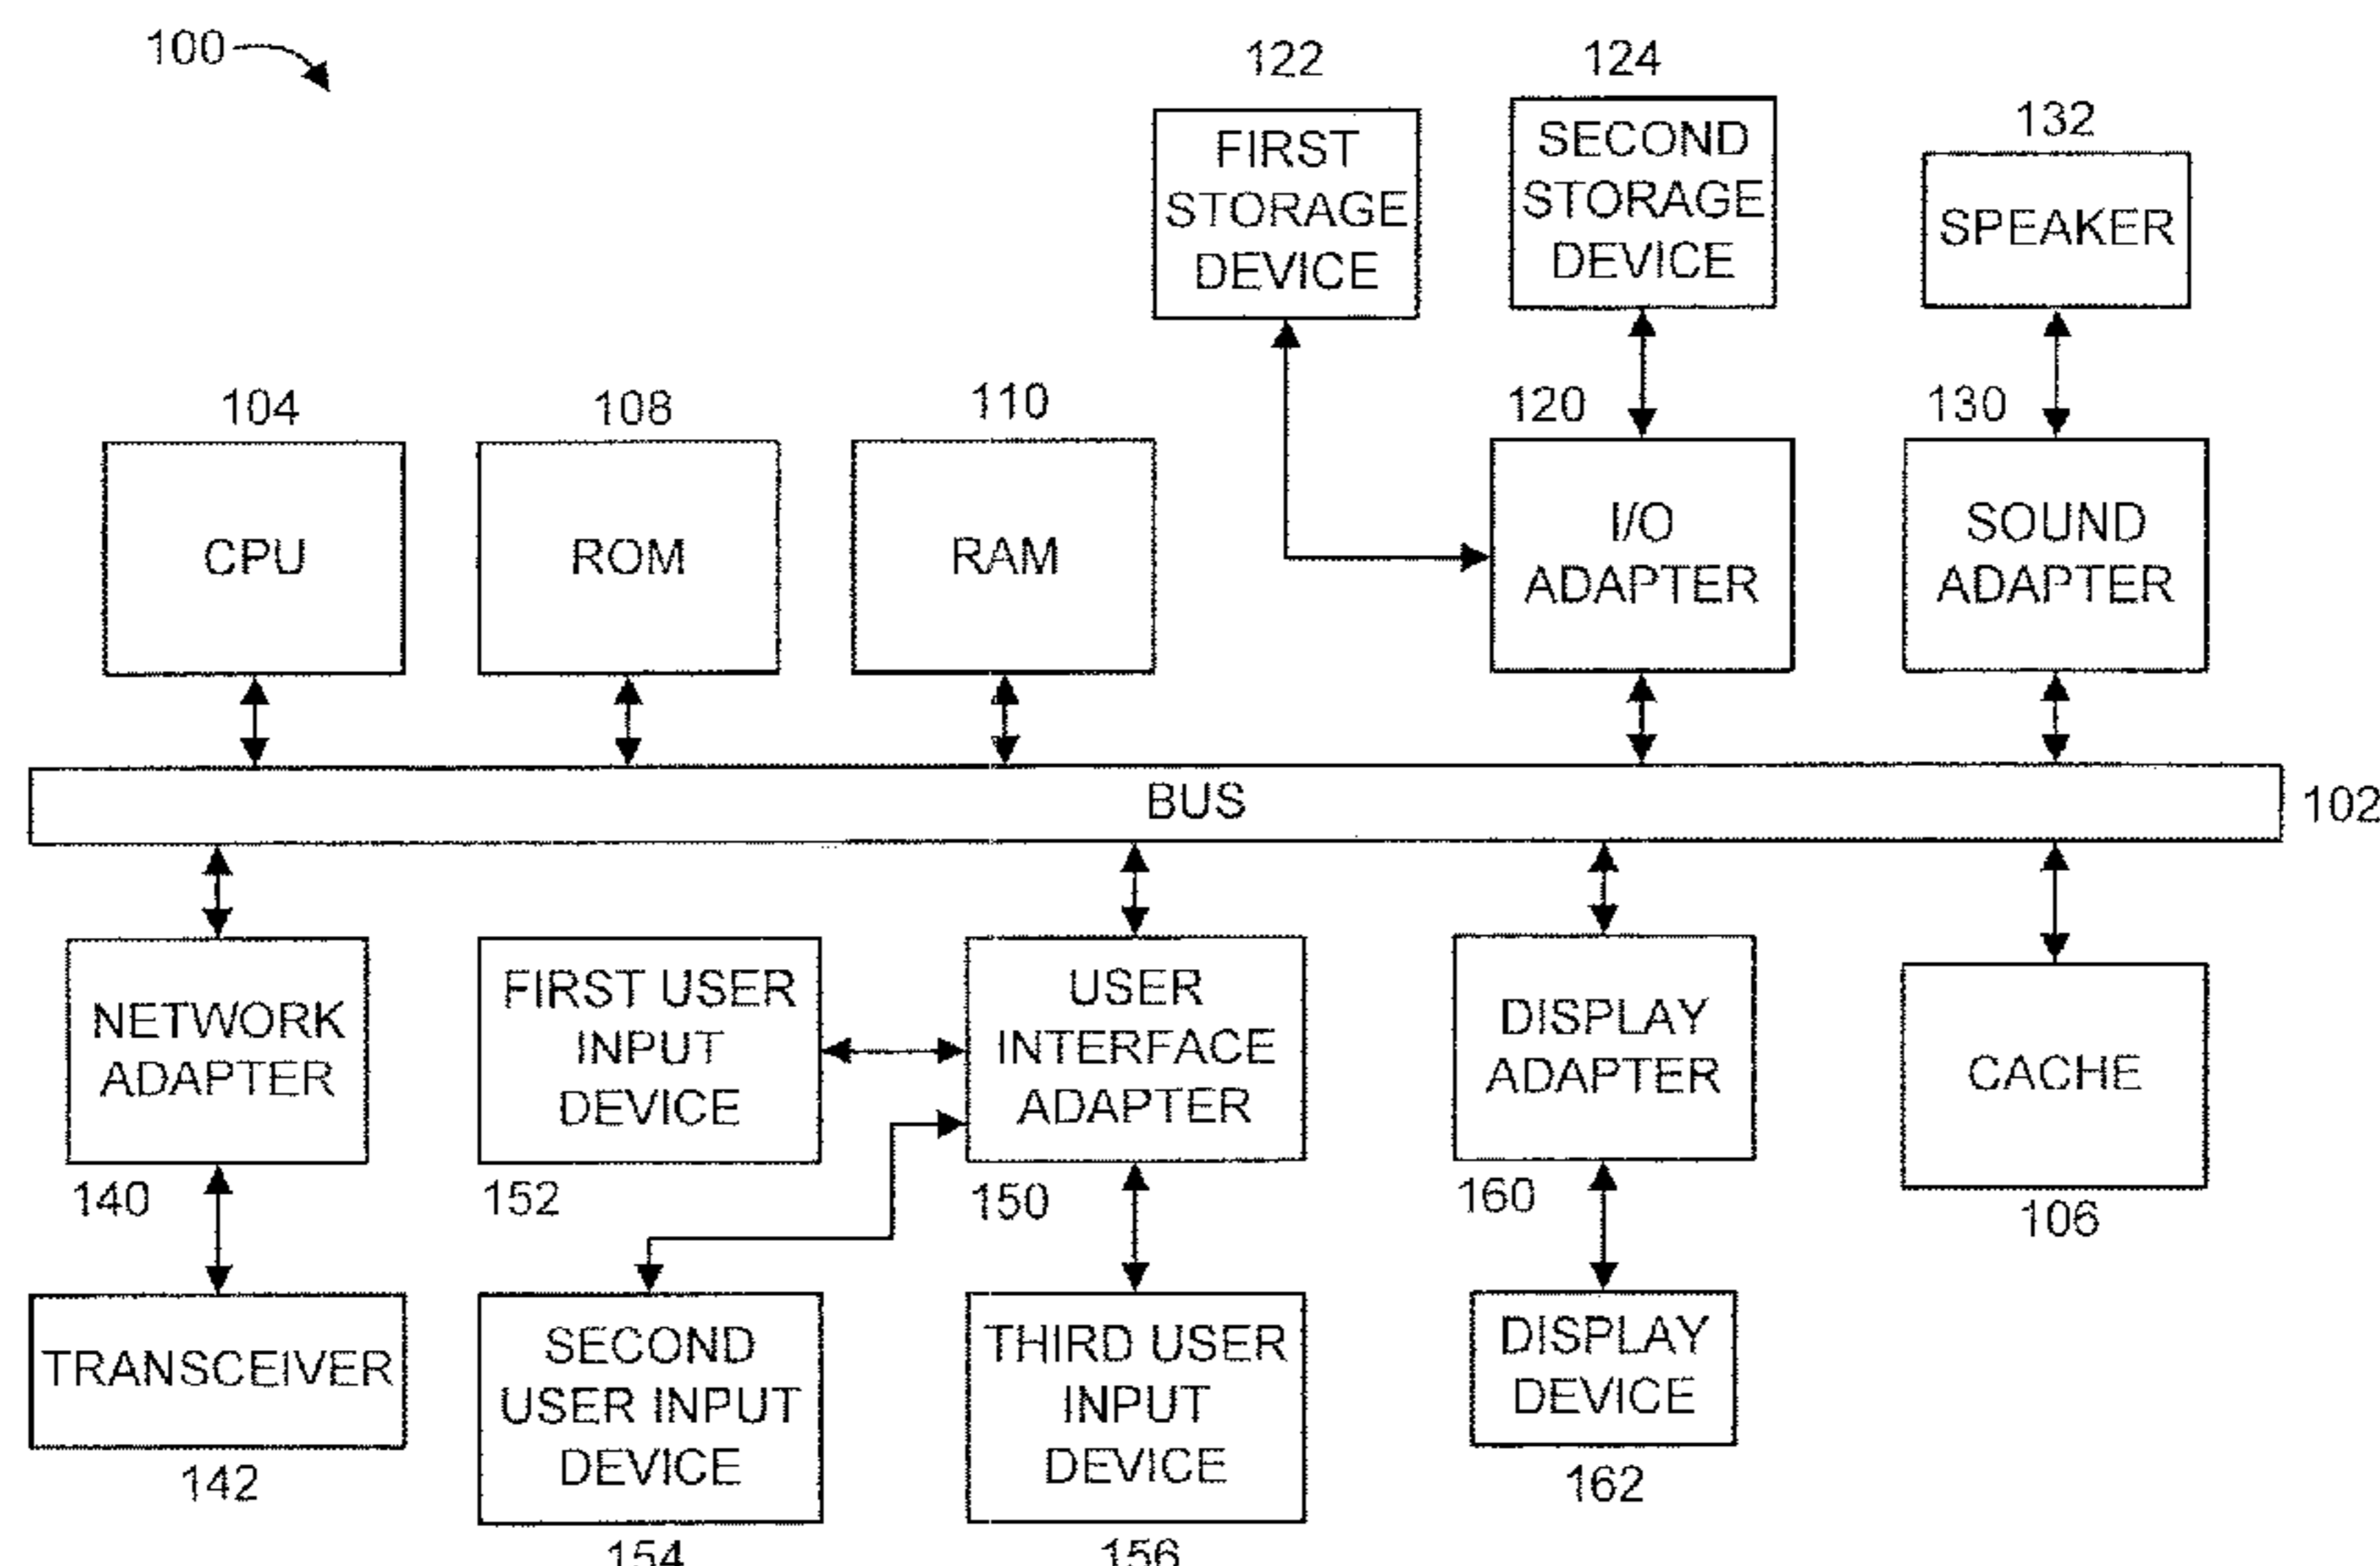 100
122
124
132
FIRST
STORAGE
DEVICE
SECOND
STORAGE
DEVICE
SPEAKER
104
108
110
120
130
CPU
ROM
RAM
I/O
ADAPTER
SOUND
ADAPTER
BUS
102
NETWORK
ADAPTER
FIRST USER
INPUT
DEVICE
USER
INTERFACE
ADAPTER
DISPLAY
ADAPTER
CACHE
140
152
150
160
106
TRANSCEIVER
SECOND
USER INPUT
DEVICE
THIRD USER
INPUT
DEVICE
DISPLAY
DEVICE
142
162
154
156